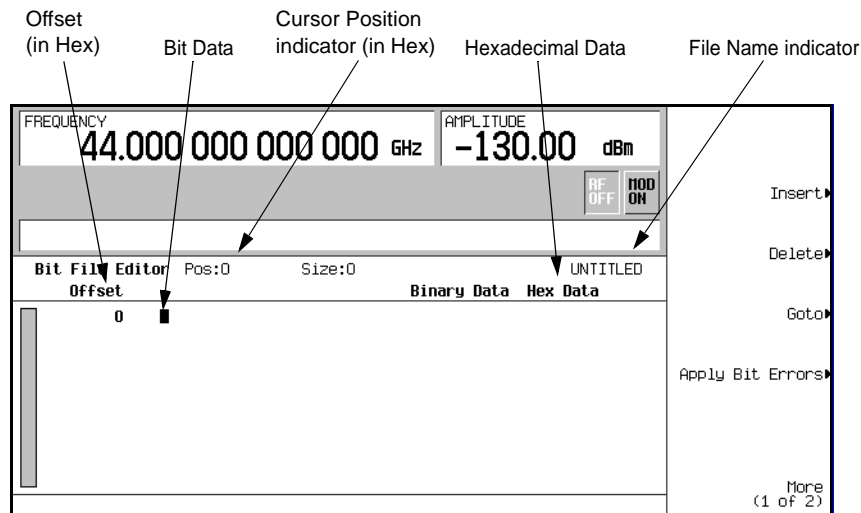 Offset
(in Hex)
Bit Data
Cursor Position
indicator (in Hex)
Hexadecimal Data
File Name indicator
FREQUENCY
44.000 000 000 000 GHz
AMPLITUDE
-130.00 dBm
RF
OFF
MOD
ON
Insert
Bit File Editor Pos:0 Size:0 UNTITLED
Delete
Offset Binary Data Hex Data
0
Goto
Apply Bit Errors
More
(1 of 2)